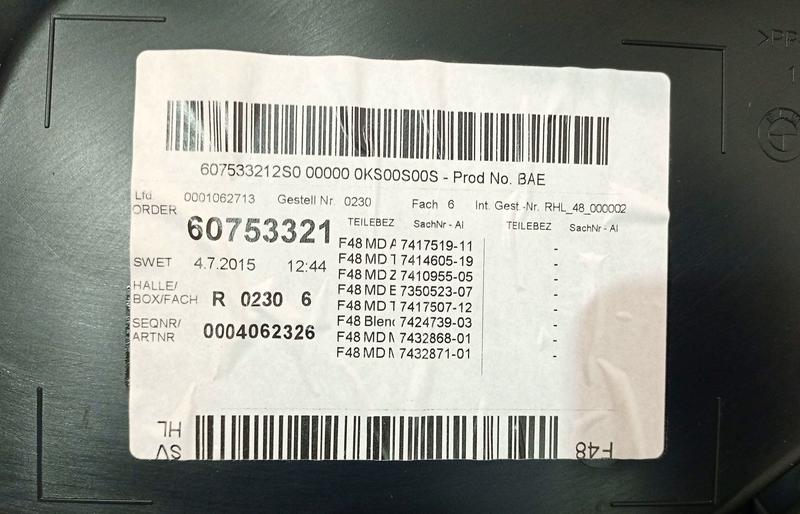 >PP
607533212S0 00000 0KS00S00S - Prod No. BAE
Lfd 0001062713 Gestell Nr 0230 Fach 6 Int. Gest.-Nr. RHL_48_000002
ORDER 60753321
TEILEBEZ SachNr - AI TEILEBEZ SachNr - AI
F48 MD A 7417519-11 -
F48 MD T 7414605-19 -
SWET 4.7.2015 12:44
F48 MD Z 7410955-05 -
HALLE/
BOX/FACH R 0230 6
F48 MD E 7350523-07 -
F48 MD T 7417507-12 -
SEQNR/
ARTNR 0004062326
F48 Blend 7424739-03 -
F48 MD M 7432868-01 -
F48 MD M 7432871-01 -
SV
HL
F48